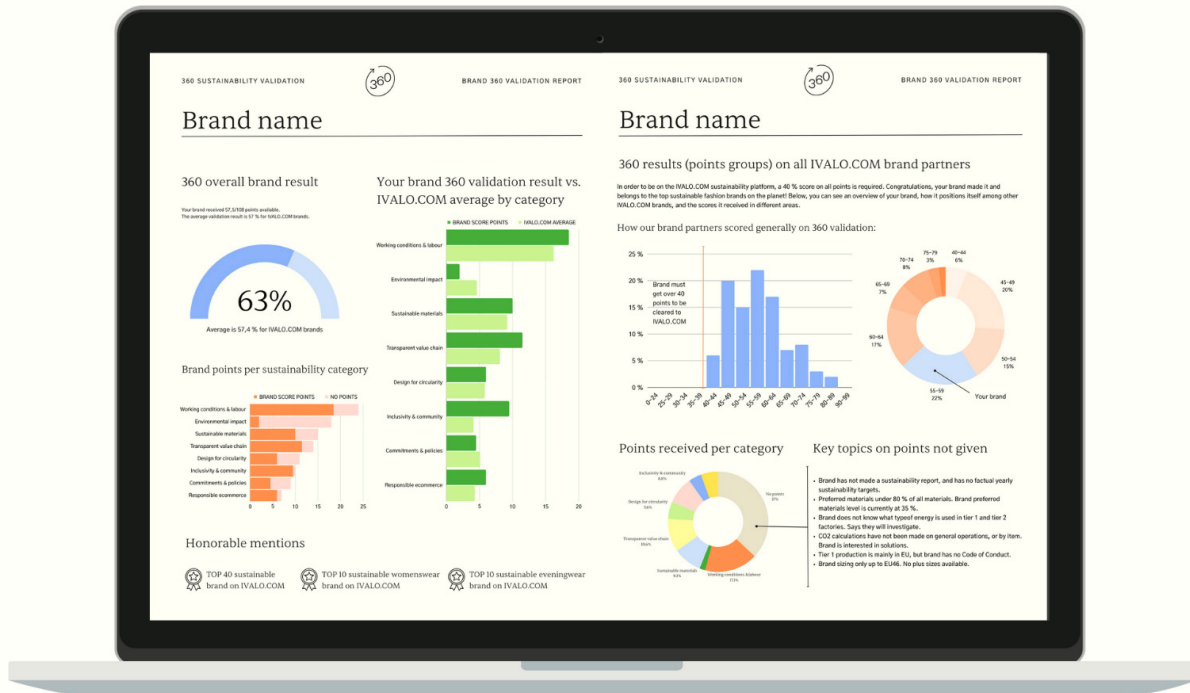 360 SUSTAINABILITY VALIDATION
360
BRAND 360 VALIDATION REPORT
Brand name
360 overall brand result
Your brand received 57,5/100 points available.
The average validation result is 57 % for IVALO.COM brands.
63%
Average is 57,4 % for IVALO.COM brands
Brand points per sustainability category
BRAND SCORE POINTS
NO POINTS
Working conditions & labour
Environmental impact
Sustainable materials
Transparent value chain
Design for circularity
Inclusivity & community
Commitments & policies
Responsible ecommerce
0 5 10 15 20 25
Your brand 360 validation result vs.
IVALO.COM average by category
BRAND SCORE POINTS
IVALO.COM AVERAGE
Working conditions & labour
Environmental impact
Sustainable materials
Transparent value chain
Design for circularity
Inclusivity & community
Commitments & policies
Responsible ecommerce
0 5 10 15 20
Honorable mentions
TOP 40 sustainable
brand on IVALO.COM
TOP 10 sustainable womenswear
brand on IVALO.COM
TOP 10 sustainable eveningwear
brand on IVALO.COM
360 SUSTAINABILITY VALIDATION
360
BRAND 360 VALIDATION REPORT
Brand name
360 results (points groups) on all IVALO.COM brand partners
In order to be on the IVALO.COM sustainability platform, a 40 % score on all points is required. Congratulations, your brand made it and
belongs to the top sustainable fashion brands on the planet! Below, you can see an overview of your brand, how it positions itself among other
IVALO.COM brands, and the scores it received in different areas.
How our brand partners scored generally on 360 validation:
25 %
20 %
15 %
10 %
5 %
0 %
Brand must
get over 40
points to be
cleared to
IVALO.COM
0-24 25-29 30-34 35-39 40-44 45-49 50-54 55-59 60-64 65-69 70-74 75-79 80-89 90-99
40-44
6%
45-49
20%
50-54
15%
55-59
22%
60-64
17%
65-69
7%
70-74
8%
75-79
3%
Your brand
Points received per category
Inclusivity & community
Design for circularity
Transparent value chain
Sustainable materials
Working conditions & labour
No points
Key topics on points not given
• Brand has not made a sustainability report, and has no factual yearly
sustainability targets.
• Preferred materials under 80 % of all materials. Brand preferred
materials level is currently at 35 %.
• Brand does not know what typeof energy is used in tier 1 and tier 2
factories. Says they will investigate.
• CO2 calculations have not been made on general operations, or by item.
Brand is interested in solutions.
• Tier 1 production is mainly in EU, but brand has no Code of Conduct.
• Brand sizing only up to EU46. No plus sizes available.